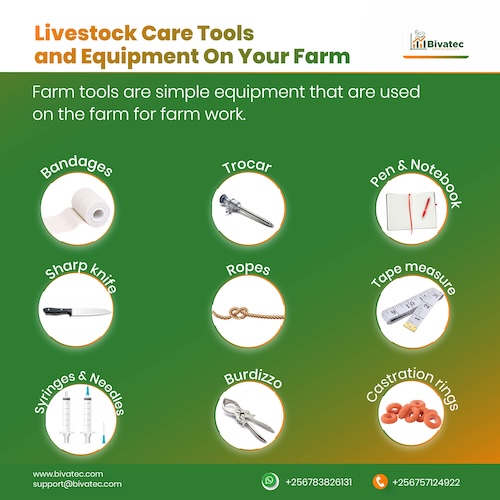 Livestock Care Tools
and Equipment On Your Farm
Bivatec
Farm tools are simple equipment that are used
on the farm for farm work.
Bandages
Trocar
Pen & Notebook
Sharp knife
Ropes
Tape measure
Syringes & Needles
Burdizzo
Castration rings
www.bivatec.com
support@bivatec.com
+256783826131
+256757124922